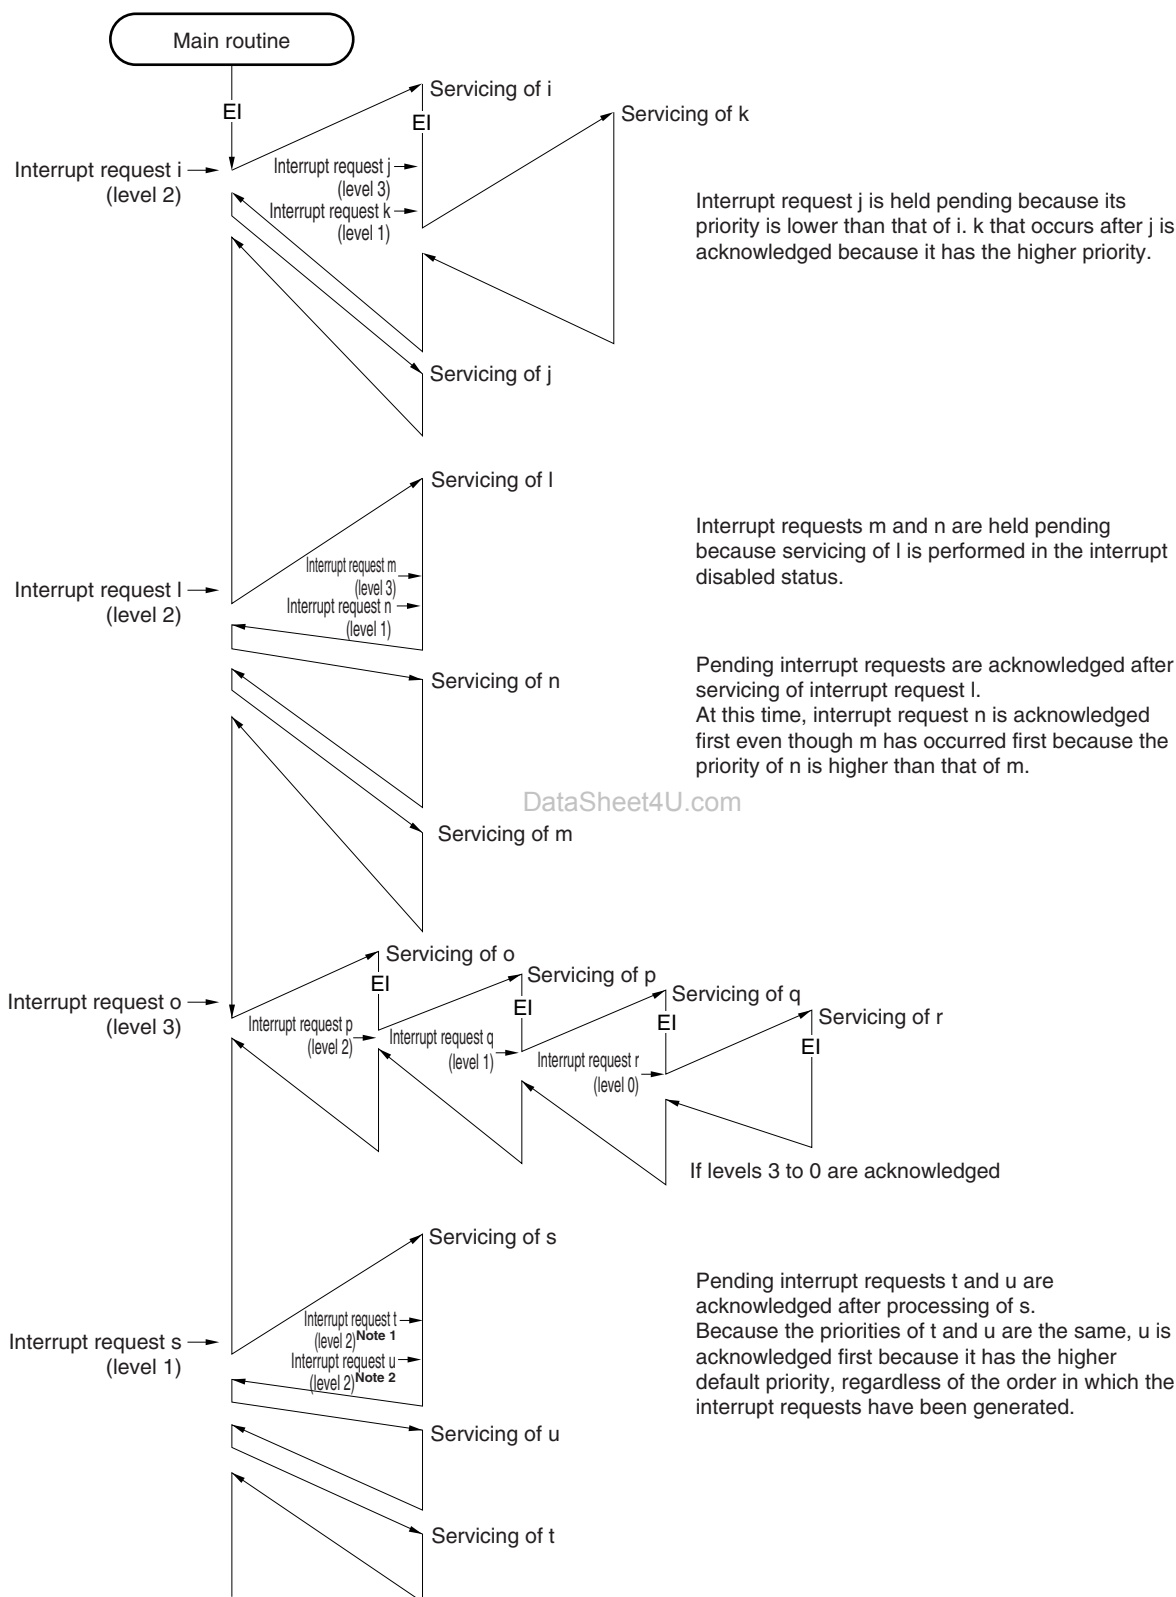 Main routine
EI
Servicing of i
EI
Servicing of k
Interrupt request i
(level 2)
Interrupt request j
(level 3)
Interrupt request k
(level 1)
Interrupt request j is held pending because its
priority is lower than that of i. k that occurs after j is
acknowledged because it has the higher priority.
Servicing of j
Servicing of l
Interrupt request l
(level 2)
Interrupt request m
(level 3)
Interrupt request n
(level 1)
Interrupt requests m and n are held pending
because servicing of l is performed in the interrupt
disabled status.
Servicing of n
Pending interrupt requests are acknowledged after
servicing of interrupt request l.
At this time, interrupt request n is acknowledged
first even though m has occurred first because the
priority of n is higher than that of m.
DataSheet4U.com
Servicing of m
Servicing of o
EI
Servicing of p
EI
Servicing of q
EI
Servicing of r
EI
Interrupt request o
(level 3)
Interrupt request p
(level 2)
Interrupt request q
(level 1)
Interrupt request r
(level 0)
If levels 3 to 0 are acknowledged
Servicing of s
Interrupt request s
(level 1)
Interrupt request t
(level 2)Note 1
Interrupt request u
(level 2)Note 2
Pending interrupt requests t and u are
acknowledged after processing of s.
Because the priorities of t and u are the same, u is
acknowledged first because it has the higher
default priority, regardless of the order in which the
interrupt requests have been generated.
Servicing of u
Servicing of t